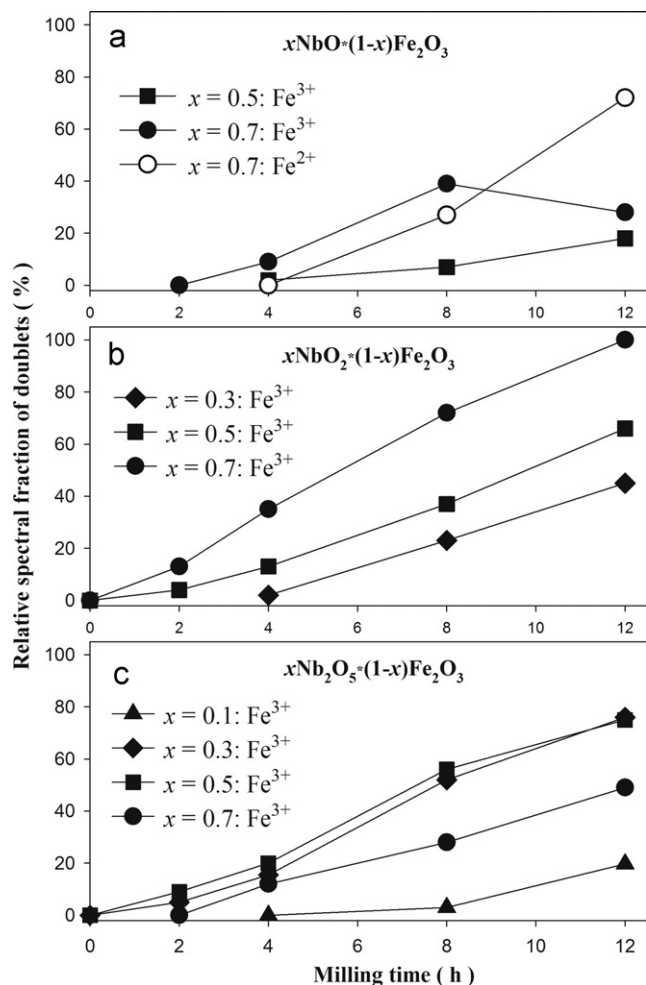 a
xNbO*(1-x)Fe₂O₃
100
80
60
40
20
0
x = 0.5: Fe³⁺
x = 0.7: Fe³⁺
x = 0.7: Fe²⁺
0 2 4 6 8 10 12
b
xNbO₂*(1-x)Fe₂O₃
100
80
60
40
20
0
x = 0.3: Fe³⁺
x = 0.5: Fe³⁺
x = 0.7: Fe³⁺
0 2 4 6 8 10 12
c
xNb₂O₅*(1-x)Fe₂O₃
100
80
60
40
20
0
x = 0.1: Fe³⁺
x = 0.3: Fe³⁺
x = 0.5: Fe³⁺
x = 0.7: Fe³⁺
0 2 4 6 8 10 12
Milling time ( h )
Relative spectral fraction of doublets ( % )